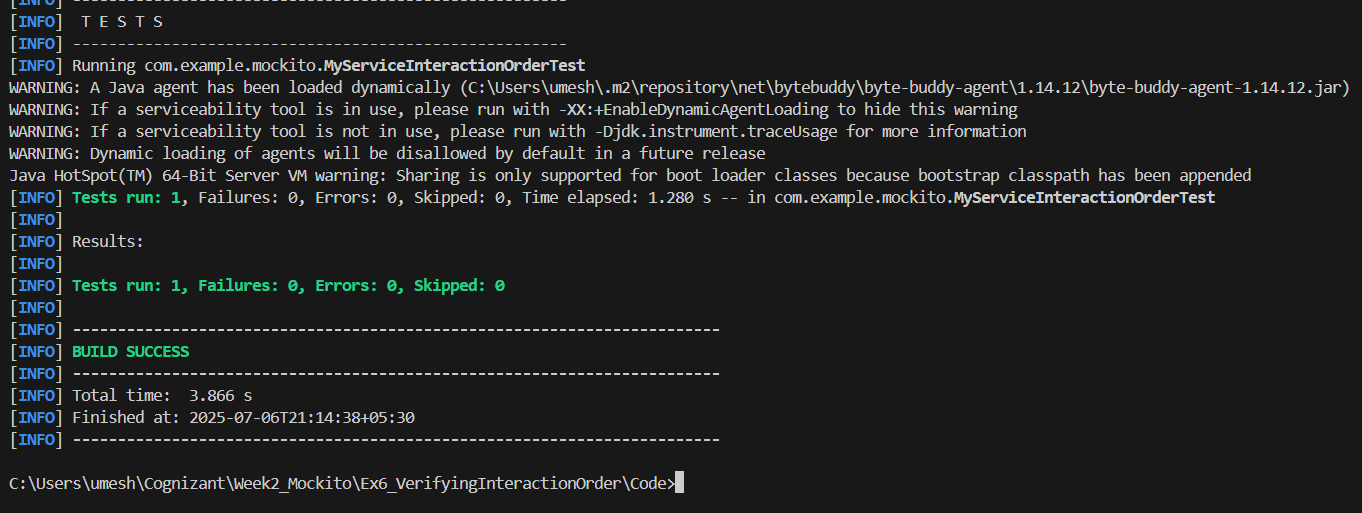 [INFO] -------------------------------------------------------
[INFO]  T E S T S
[INFO] -------------------------------------------------------
[INFO] Running com.example.mockito.MyServiceInteractionOrderTest
WARNING: A Java agent has been loaded dynamically (C:\Users\umesh\.m2\repository\net\bytebuddy\byte-buddy-agent\1.14.12\byte-buddy-agent-1.14.12.jar)
WARNING: If a serviceability tool is in use, please run with -XX:+EnableDynamicAgentLoading to hide this warning
WARNING: If a serviceability tool is not in use, please run with -Djdk.instrument.traceUsage for more information
WARNING: Dynamic loading of agents will be disallowed by default in a future release
Java HotSpot(TM) 64-Bit Server VM warning: Sharing is only supported for boot loader classes because bootstrap classpath has been appended
[INFO] Tests run: 1, Failures: 0, Errors: 0, Skipped: 0, Time elapsed: 1.280 s -- in com.example.mockito.MyServiceInteractionOrderTest
[INFO]
[INFO] Results:
[INFO]
[INFO] Tests run: 1, Failures: 0, Errors: 0, Skipped: 0
[INFO]
[INFO] ------------------------------------------------------------------------
[INFO] BUILD SUCCESS
[INFO] ------------------------------------------------------------------------
[INFO] Total time:  3.866 s
[INFO] Finished at: 2025-07-06T21:14:38+05:30
[INFO] ------------------------------------------------------------------------
C:\Users\umesh\Cognizant\Week2_Mockito\Ex6_VerifyingInteractionOrder\Code>